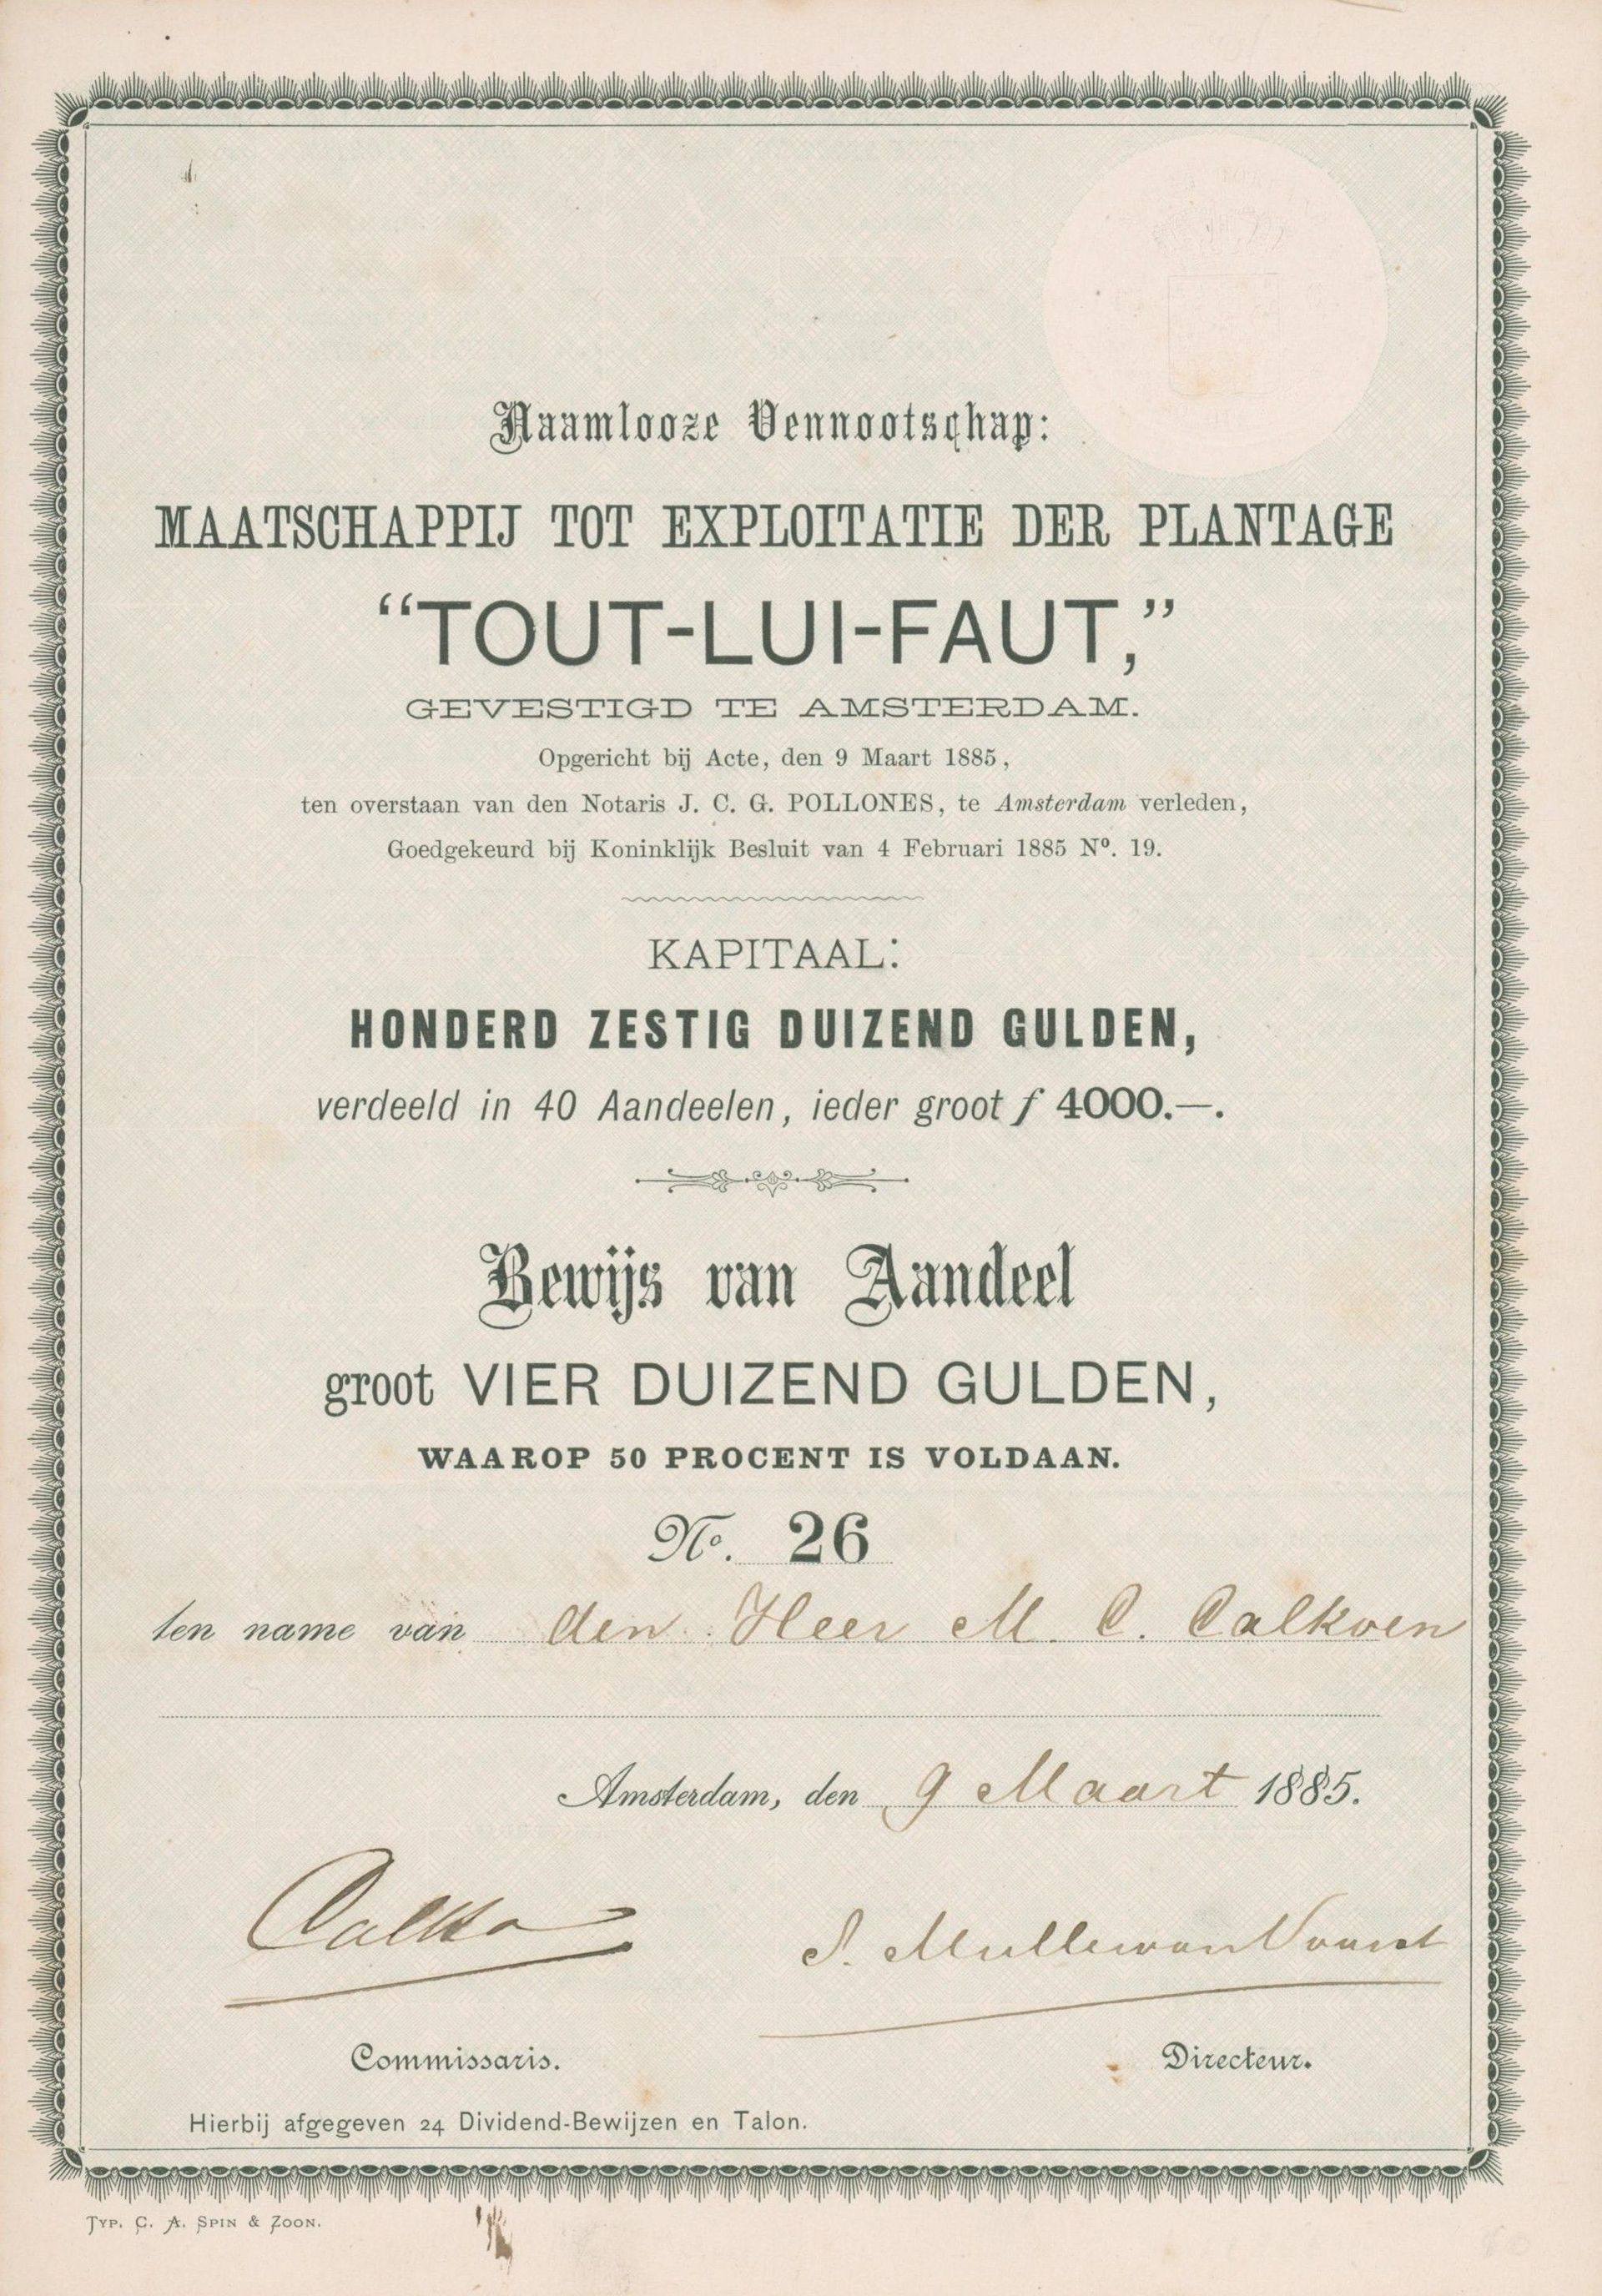 Naamlooze Vennootschap:
MAATSCHAPPIJ TOT EXPLOITATIE DER PLANTAGE
“TOUT-LUI-FAUT,”
GEVESTIGD TE AMSTERDAM.
Opgericht bij Acte, den 9 Maart 1885,
ten overstaan van den Notaris J. C. G. POLLONES, te Amsterdam verleden,
Goedgekeurd bij Koninklijk Besluit van 4 Februari 1885 Nº. 19.
KAPITAAL:
HONDERD ZESTIG DUIZEND GULDEN,
verdeeld in 40 Aandeelen, ieder groot ƒ 4000.—.
Bewijs van Aandeel
groot VIER DUIZEND GULDEN,
WAAROP 50 PROCENT IS VOLDAAN.
No. 26
ten name van den Heer M. C. Calkoen
Amsterdam, den 9 Maart 1885.
Commissaris. Directeur.
Hierbij afgegeven 24 Dividend-Bewijzen en Talon.
TYP. C. A. SPIN & ZOON.